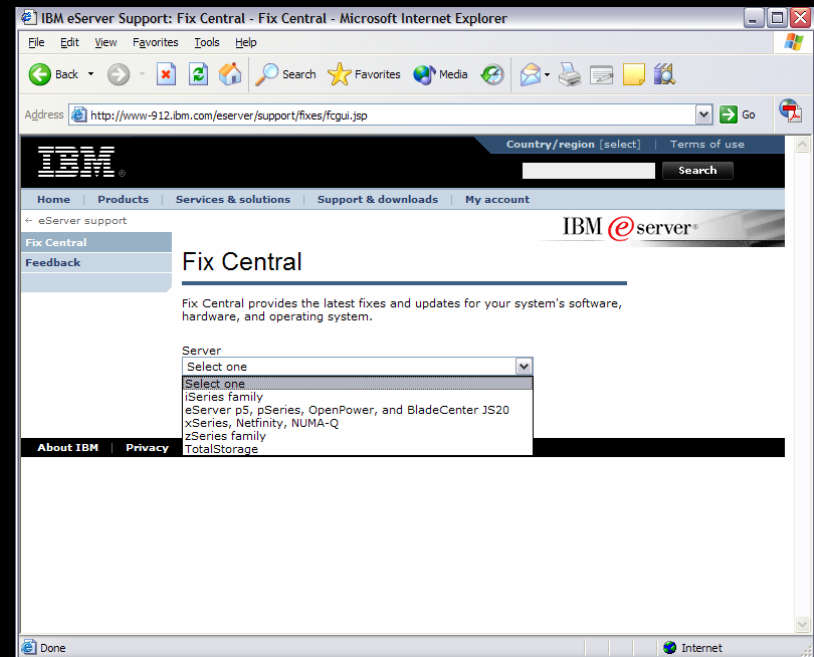 IBM eServer Support: Fix Central - Fix Central - Microsoft Internet Explorer
File Edit View Favorites Tools Help
Back Search Favorites Media
Address http://www-912.ibm.com/eserver/support/fixes/fcgui.jsp Go
Country/region [select] | Terms of use
IBM®
Search
Home | Products | Services & solutions | Support & downloads | My account
← eServer support
IBM eserver
Fix Central
Feedback
Fix Central
Fix Central provides the latest fixes and updates for your system's software,
hardware, and operating system.
Server
Select one
Select one
iSeries family
eServer p5, pSeries, OpenPower, and BladeCenter JS20
xSeries, Netfinity, NUMA-Q
zSeries family
TotalStorage
About IBM | Privacy
Done Internet